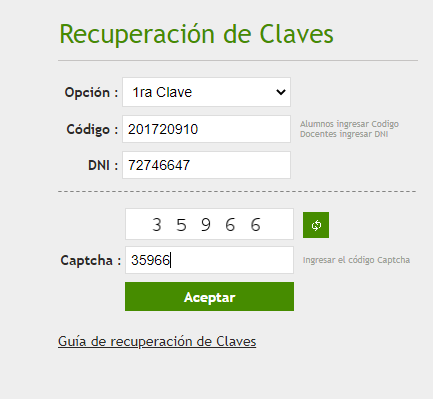 Recuperación de Claves
Opción : 1ra Clave
Código : 201720910 Alumnos ingresar Codigo
Docentes ingresar DNI
DNI : 72746647
3 5 9 6 6
Captcha : 35966 Ingresar el código Captcha
Aceptar
Guía de recuperación de Claves